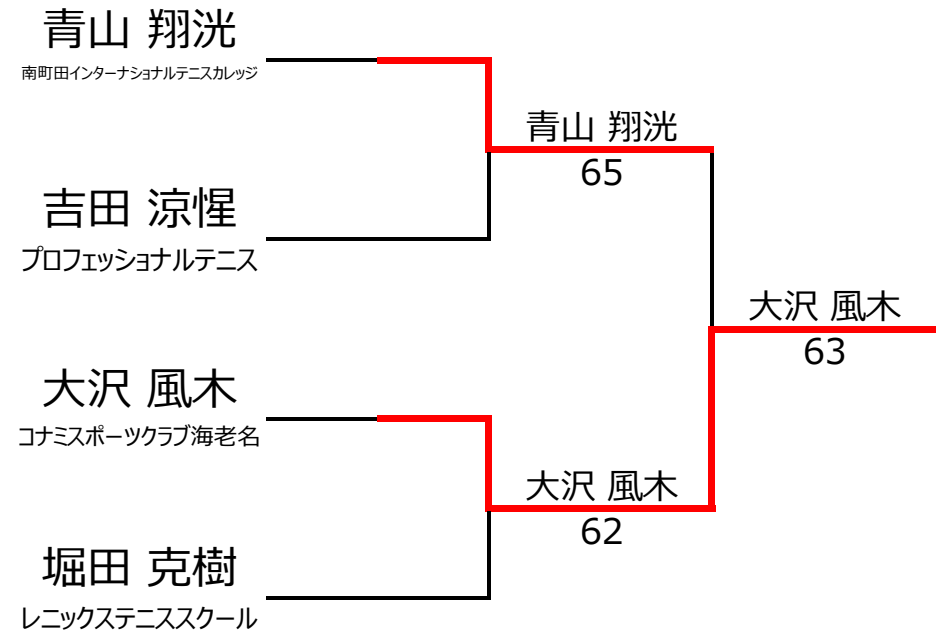 青山 翔洸
南町田インターナショナルテニスカレッジ
青山 翔洸
65
吉田 涼惺
プロフェッショナルテニス
大沢 風木
63
大沢 風木
コナミスポーツクラブ海老名
大沢 風木
62
堀田 克樹
レニックステニススクール